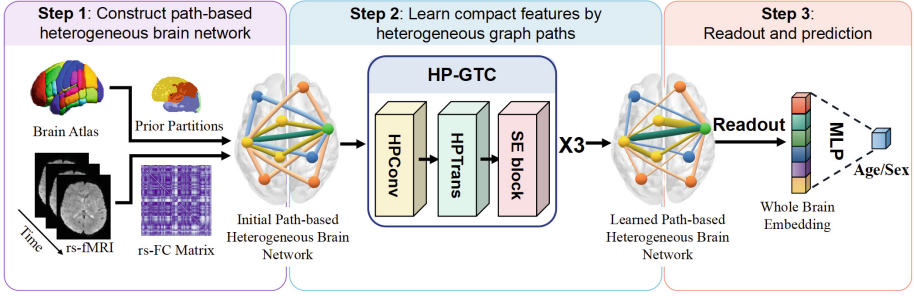 Step 1: Construct path-based
heterogeneous brain network
Brain Atlas
Prior Partitions
Time
rs-fMRI
rs-FC Matrix
Initial Path-based
Heterogeneous Brain
Network
Step 2: Learn compact features by
heterogeneous graph paths
HP-GTC
HPConv
HPTrans
SE block
X3
Learned Path-based
Heterogeneous Brain
Network
Step 3:
Readout and prediction
Readout
MLP
Age/Sex
Whole Brain
Embedding